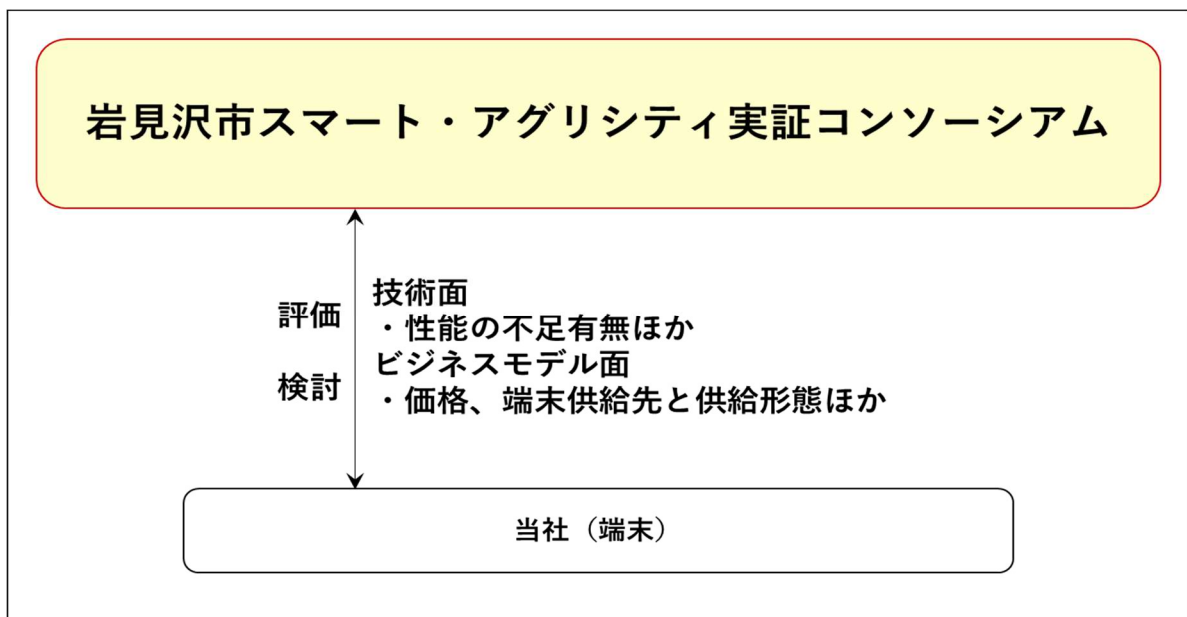 岩見沢市スマート・アグリシティ実証コンソーシアム
評価
検討
技術面
・性能の不足有無ほか
ビジネスモデル面
・価格、端末供給先と供給形態ほか
当社（端末）